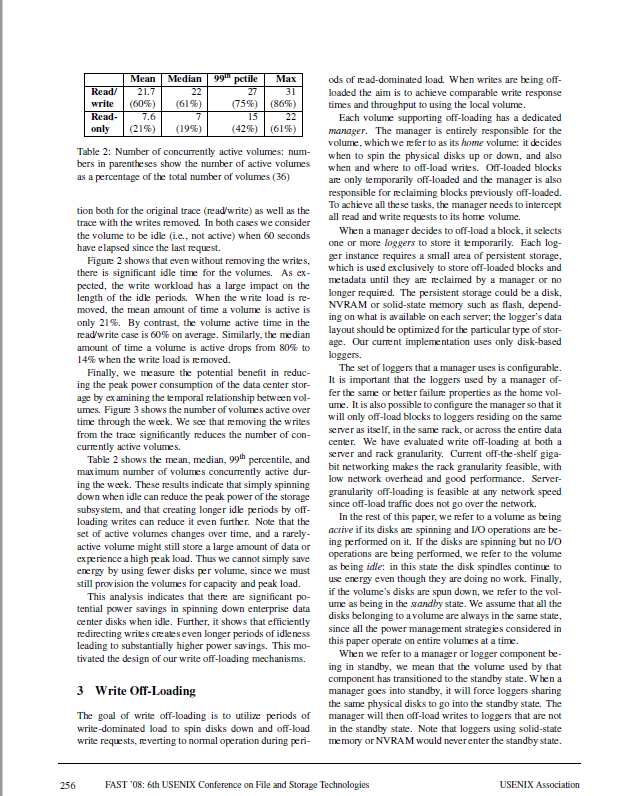 Mean Median 99th pctile Max
Read/ 21.7 22 27 31
write (60%) (61%) (75%) (86%)
Read- 7.6 7 15 22
only (21%) (19%) (42%) (61%)
Table 2: Number of concurrently active volumes: num-
bers in parentheses show the number of active volumes
as a percentage of the total number of volumes (36)
tion both for the original trace (read/write) as well as the
trace with the writes removed. In both cases we consider
the volume to be idle (i.e., not active) when 60 seconds
have elapsed since the last request.
Figure 2 shows that even without removing the writes,
there is significant idle time for the volumes. As ex-
pected, the write workload has a large impact on the
length of the idle periods. When the write load is re-
moved, the mean amount of time a volume is active is
only 21%. By contrast, the volume active time in the
read/write case is 60% on average. Similarly, the median
amount of time a volume is active drops from 80% to
14% when the write load is removed.
Finally, we measure the potential benefit in reduc-
ing the peak power consumption of the data center stor-
age by examining the temporal relationship between vol-
umes. Figure 3 shows the number of volumes active over
time through the week. We see that removing the writes
from the trace significantly reduces the number of con-
currently active volumes.
Table 2 shows the mean, median, 99th percentile, and
maximum number of volumes concurrently active dur-
ing the week. These results indicate that simply spinning
down when idle can reduce the peak power of the storage
subsystem, and that creating longer idle periods by off-
loading writes can reduce it even further. Note that the
set of active volumes changes over time, and a rarely-
active volume might still store a large amount of data or
experience a high peak load. Thus we cannot simply save
energy by using fewer disks per volume, since we must
still provision the volumes for capacity and peak load.
This analysis indicates that there are significant po-
tential power savings in spinning down enterprise data
center disks when idle. Further, it shows that efficiently
redirecting writes creates even longer periods of idleness
leading to substantially higher power savings. This mo-
tivated the design of our write off-loading mechanisms.
3 Write Off-Loading
The goal of write off-loading is to utilize periods of
write-dominated load to spin disks down and off-load
write requests, reverting to normal operation during peri-
ods of read-dominated load. When writes are being off-
loaded the aim is to achieve comparable write response
times and throughput to using the local volume.
Each volume supporting off-loading has a dedicated
manager. The manager is entirely responsible for the
volume, which we refer to as its home volume: it decides
when to spin the physical disks up or down, and also
when and where to off-load writes. Off-loaded blocks
are only temporarily off-loaded and the manager is also
responsible for reclaiming blocks previously off-loaded.
To achieve all these tasks, the manager needs to intercept
all read and write requests to its home volume.
When a manager decides to off-load a block, it selects
one or more loggers to store it temporarily. Each log-
ger instance requires a small area of persistent storage,
which is used exclusively to store off-loaded blocks and
metadata until they are reclaimed by a manager or no
longer required. The persistent storage could be a disk,
NVRAM or solid-state memory such as flash, depend-
ing on what is available on each server; the logger's data
layout should be optimized for the particular type of stor-
age. Our current implementation uses only disk-based
loggers.
The set of loggers that a manager uses is configurable.
It is important that the loggers used by a manager of-
fer the same or better failure properties as the home vol-
ume. It is also possible to configure the manager so that it
will only off-load blocks to loggers residing on the same
server as itself, in the same rack, or across the entire data
center. We have evaluated write off-loading at both a
server and rack granularity. Current off-the-shelf giga-
bit networking makes the rack granularity feasible, with
low network overhead and good performance. Server-
granularity off-loading is feasible at any network speed
since off-load traffic does not go over the network.
In the rest of this paper, we refer to a volume as being
active if its disks are spinning and I/O operations are be-
ing performed on it. If the disks are spinning but no I/O
operations are being performed, we refer to the volume
as being idle: in this state the disk spindles continue to
use energy even though they are doing no work. Finally,
if the volume's disks are spun down, we refer to the vol-
ume as being in the standby state. We assume that all the
disks belonging to a volume are always in the same state,
since all the power management strategies considered in
this paper operate on entire volumes at a time.
When we refer to a manager or logger component be-
ing in standby, we mean that the volume used by that
component has transitioned to the standby state. When a
manager goes into standby, it will force loggers sharing
the same physical disks to go into the standby state. The
manager will then off-load writes to loggers that are not
in the standby state. Note that loggers using solid-state
memory or NVRAM would never enter the standby state.
256 FAST '08: 6th USENIX Conference on File and Storage Technologies USENIX Association